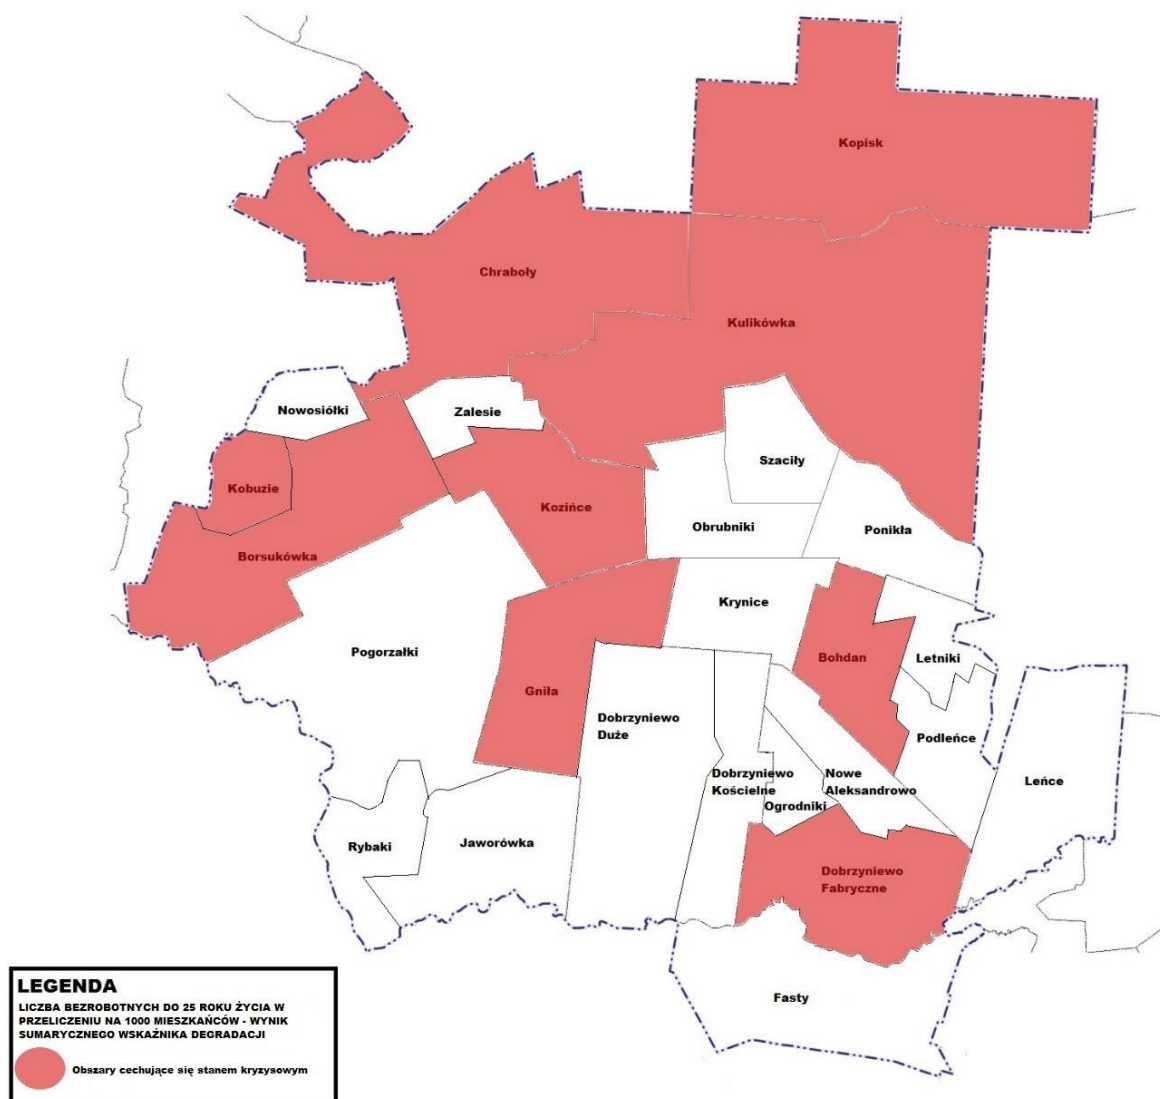 Kopisk
Chraboły
Kulikówka
Nowosiółki
Zalesie
Szaciły
Kobuzie
Kozińce
Obrubniki
Ponikła
Borsukówka
Krynice
Pogorzałki
Bohdan
Letniki
Gniła
Dobrzyniewo
Duże
Podleńce
Dobrzyniewo
Kościelne
Nowe
Aleksandrowo
Leńce
Ogrodniki
Rybaki
Jaworówka
Dobrzyniewo
Fabryczne
Fasty
LEGENDA
LICZBA BEZROBOTNYCH DO 25 ROKU ŻYCIA W
PRZELICZENIU NA 1000 MIESZKAŃCÓW - WYNIK
SUMARYCZNEGO WSKAŹNIKA DEGRADACJI
Obszary cechujące się stanem kryzysowym